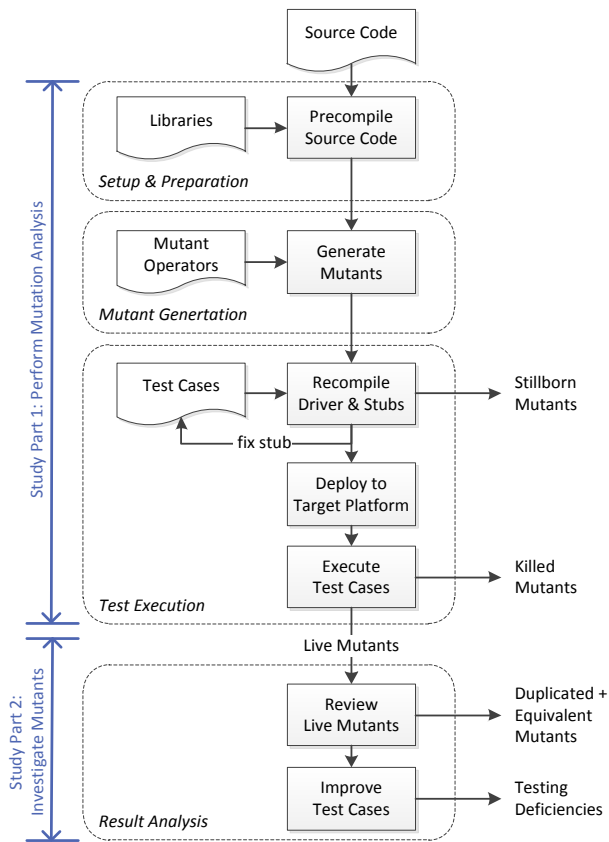 Source Code
Libraries
Precompile
Source Code
Setup & Preparation
Mutant
Operators
Generate
Mutants
Mutant Genertation
Test Cases
Recompile
Driver & Stubs
Stillborn
Mutants
fix stub
Deploy to
Target Platform
Execute
Test Cases
Killed
Mutants
Test Execution
Study Part 1: Perform Mutation Analysis
Live Mutants
Review
Live Mutants
Duplicated +
Equivalent
Mutants
Improve
Test Cases
Testing
Deficiencies
Result Analysis
Study Part 2:
Investigate Mutants